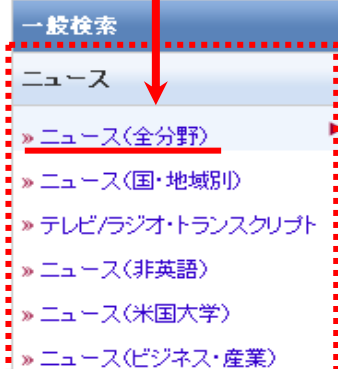 一般検索
ニュース
» ニュース(全分野)
» ニュース(国・地域別)
» テレビ/ラジオ・トランスクリプト
» ニュース(非英語)
» ニュース(米国大学)
» ニュース(ビジネス・産業)